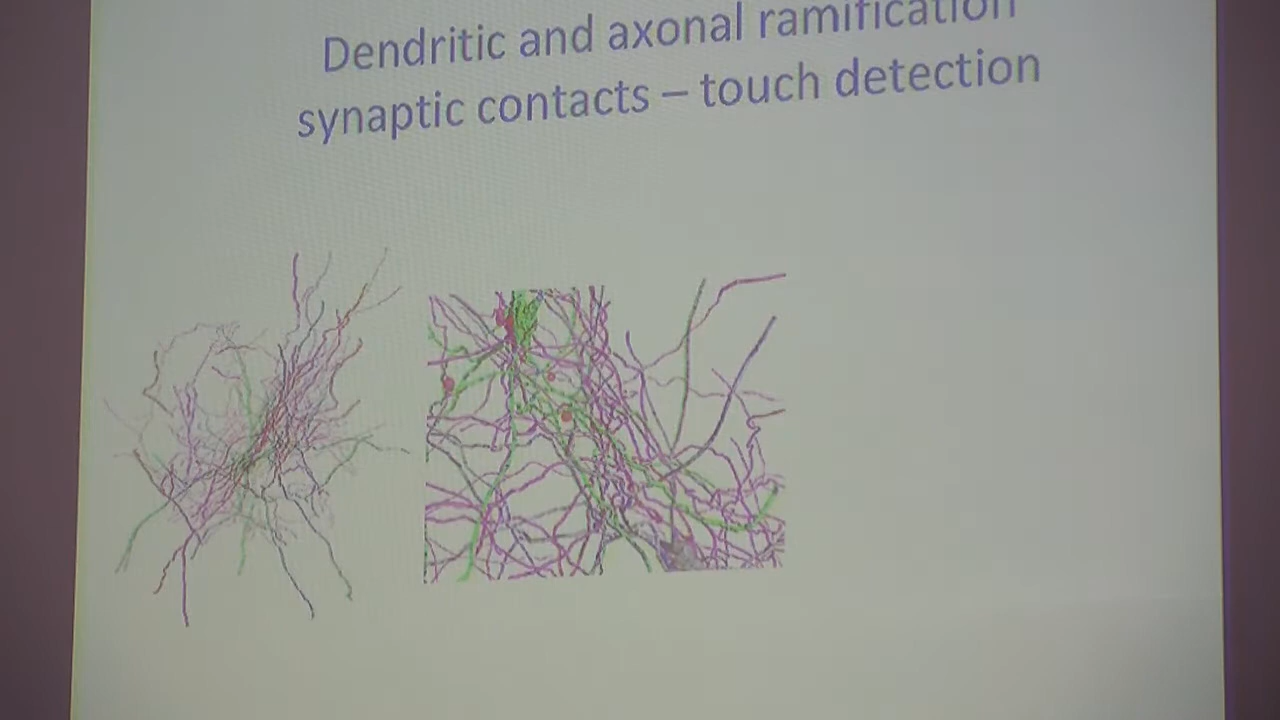 Dendritic and axonal ramification
synaptic contacts – touch detection